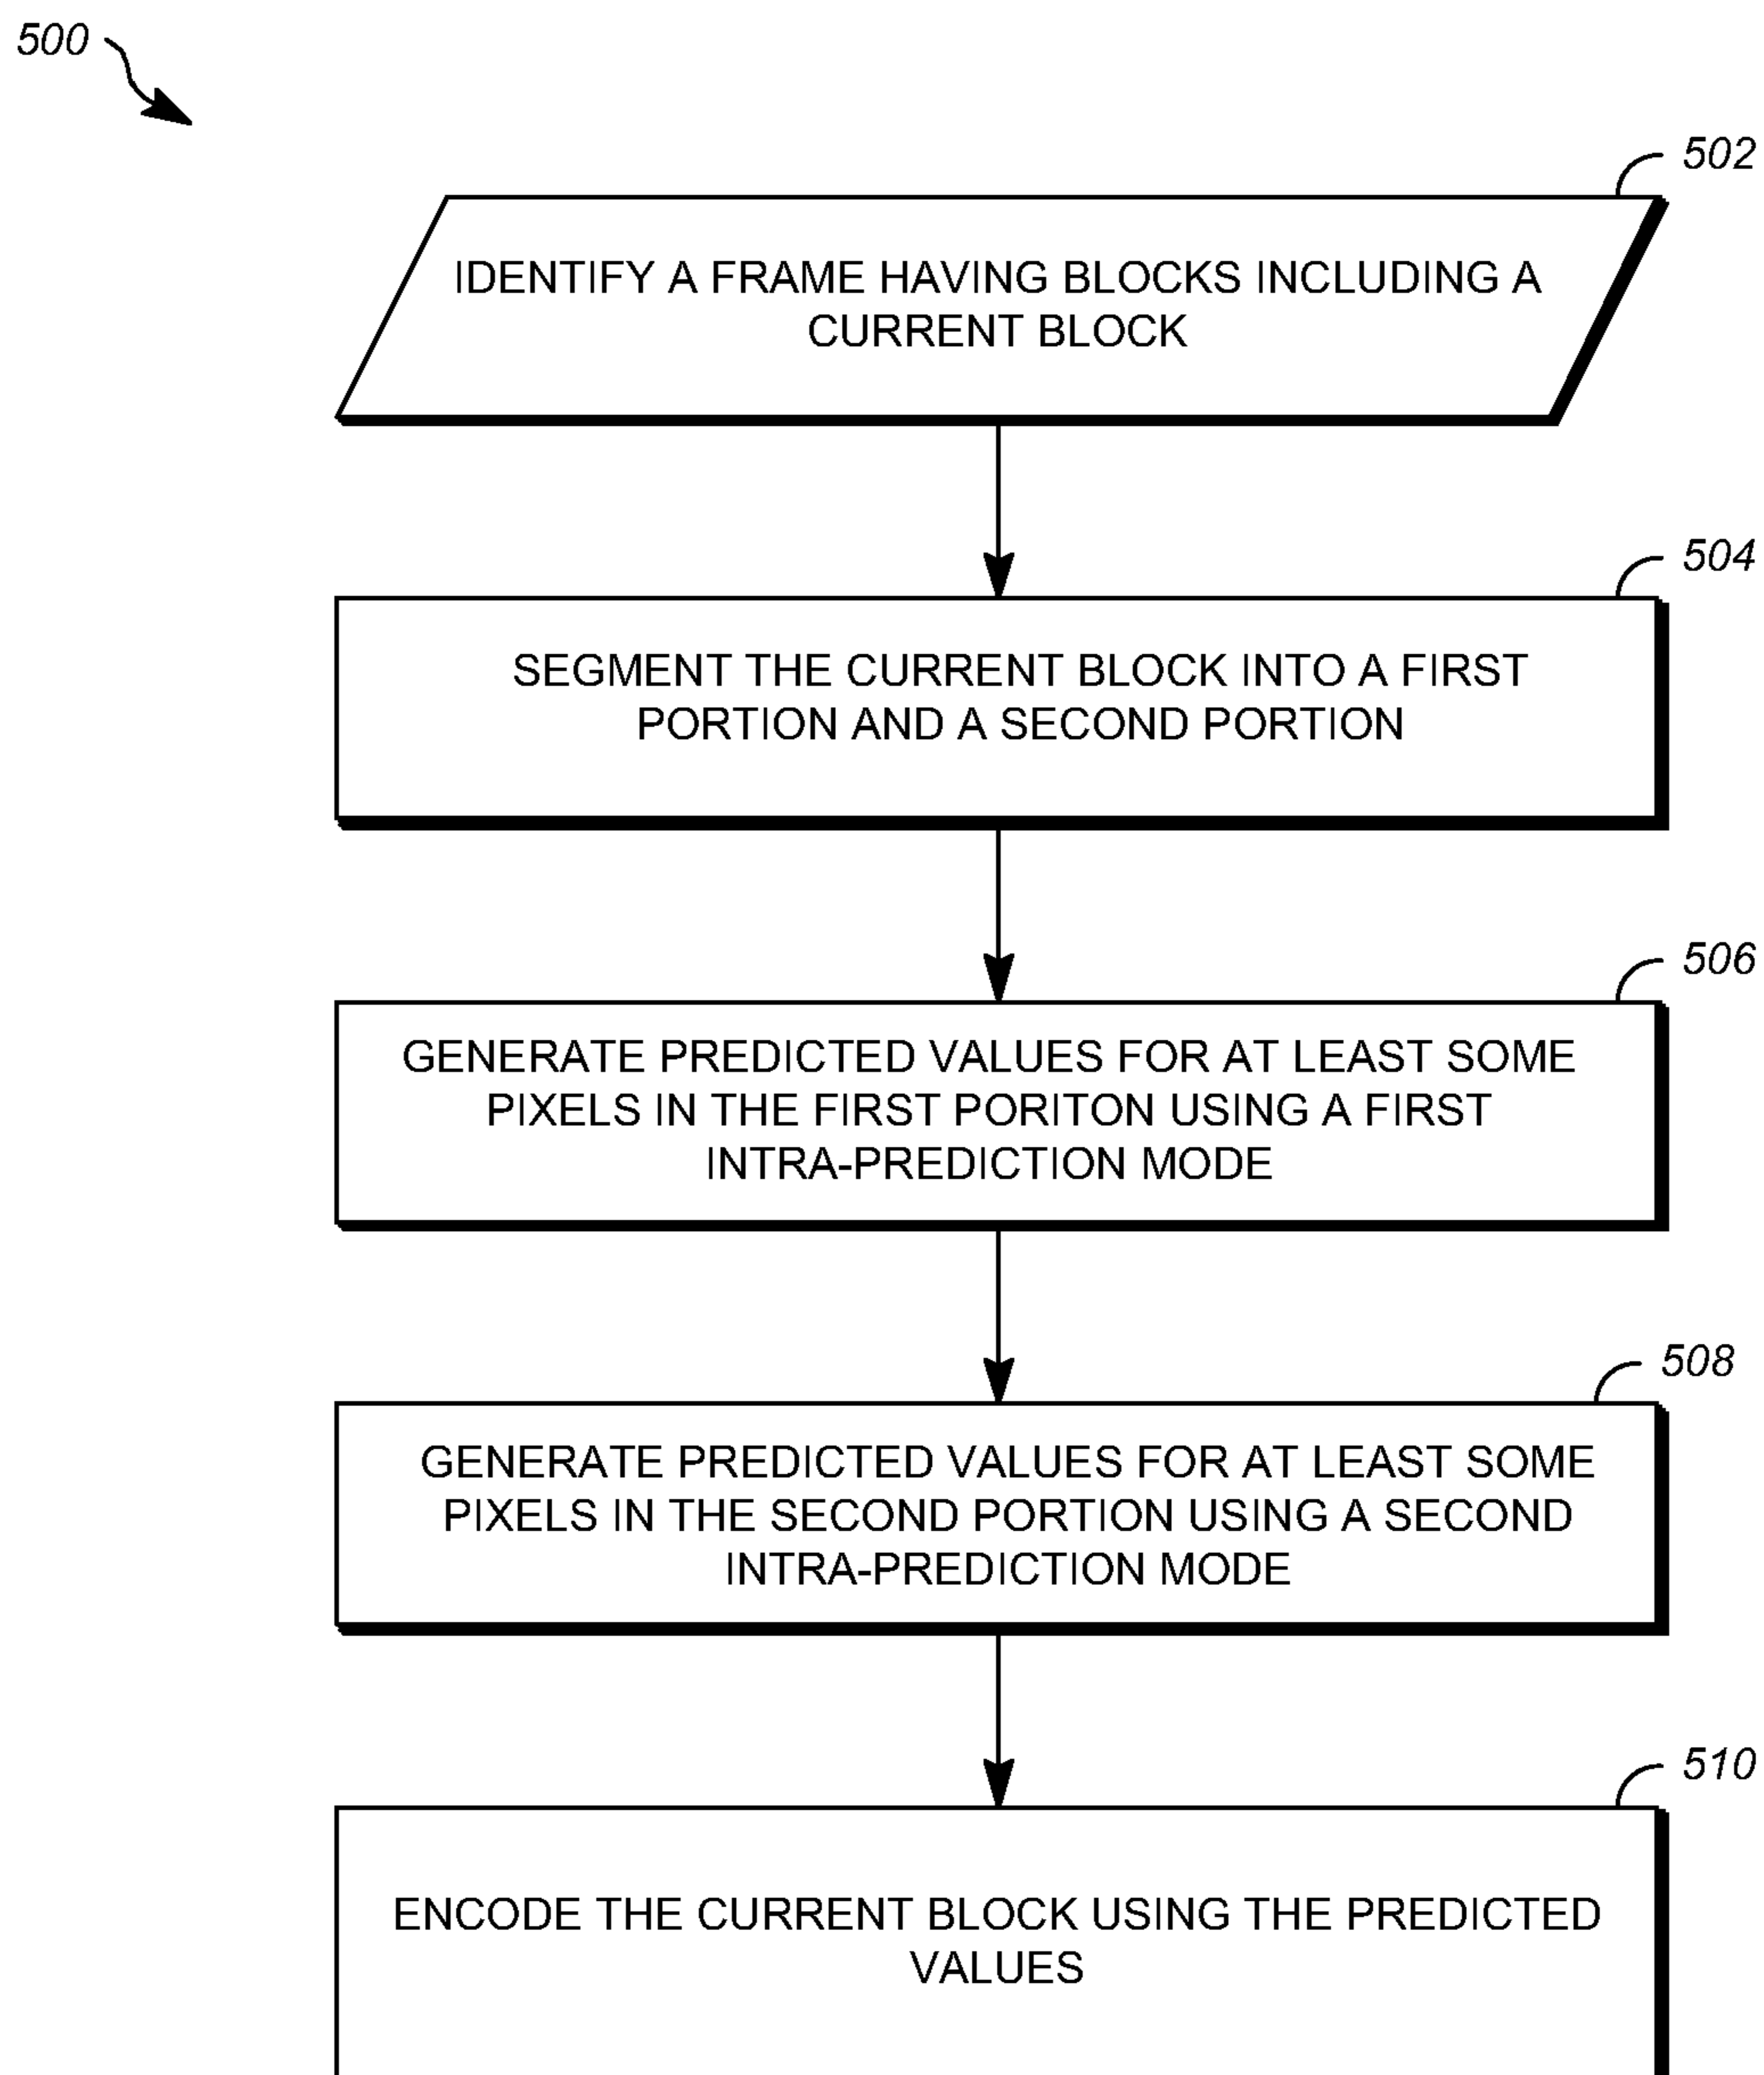 500
502
IDENTIFY A FRAME HAVING BLOCKS INCLUDING A
CURRENT BLOCK
504
SEGMENT THE CURRENT BLOCK INTO A FIRST
PORTION AND A SECOND PORTION
506
GENERATE PREDICTED VALUES FOR AT LEAST SOME
PIXELS IN THE FIRST PORITON USING A FIRST
INTRA-PREDICTION MODE
508
GENERATE PREDICTED VALUES FOR AT LEAST SOME
PIXELS IN THE SECOND PORTION USING A SECOND
INTRA-PREDICTION MODE
510
ENCODE THE CURRENT BLOCK USING THE PREDICTED
VALUES